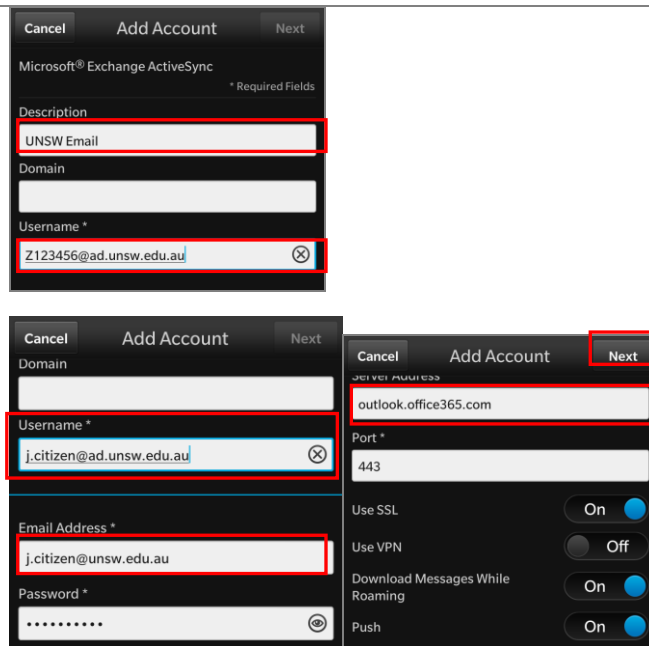 Cancel Add Account Next
Microsoft® Exchange ActiveSync
* Required Fields
Description
UNSW Email
Domain
Username *
Z123456@ad.unsw.edu.au
Cancel Add Account Next
Domain
Username *
j.citizen@ad.unsw.edu.au
Email Address *
j.citizen@unsw.edu.au
Password *
••••••••••
Cancel Add Account Next
Server Address
outlook.office365.com
Port *
443
Use SSL On
Use VPN Off
Download Messages While
Roaming On
Push On